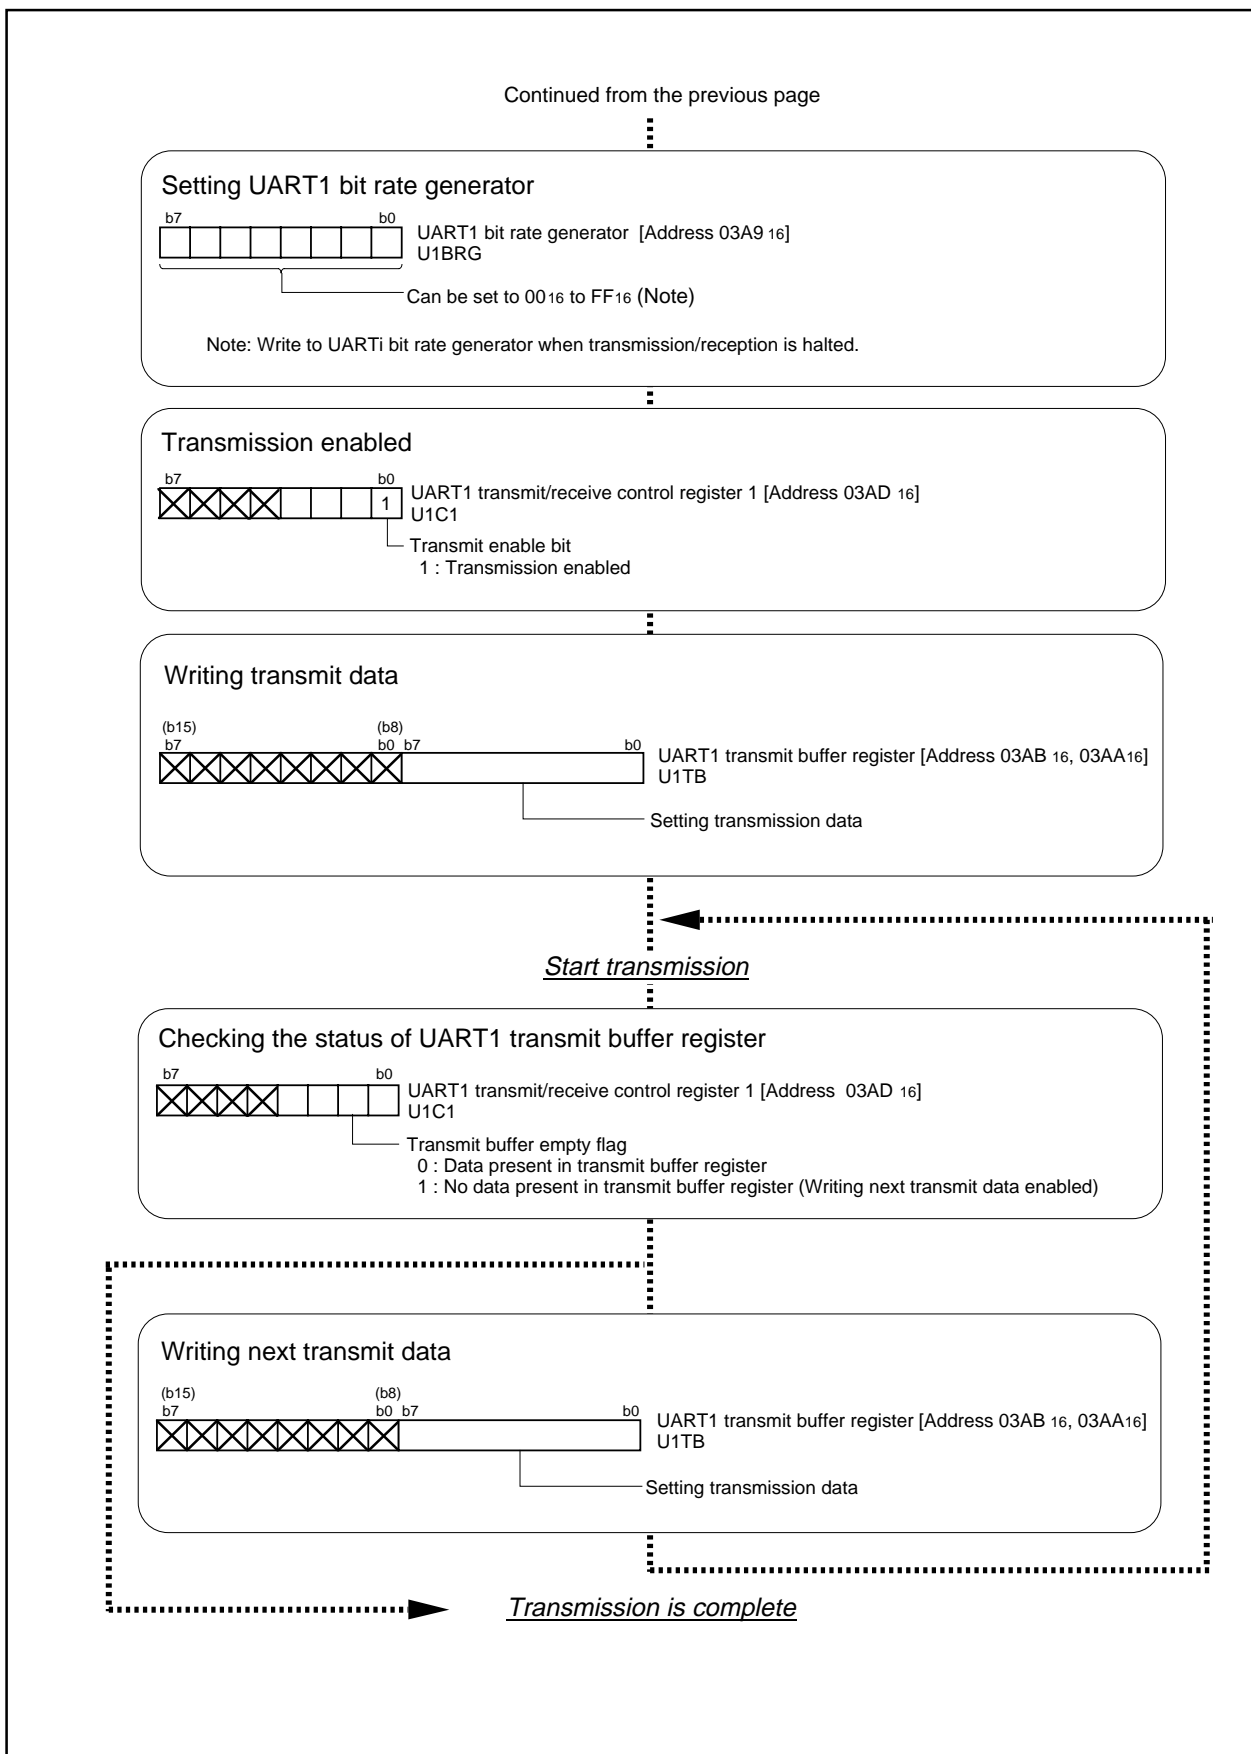 Continued from the previous page
Setting UART1 bit rate generator
b7 b0
UART1 bit rate generator [Address 03A9 16]
U1BRG
Can be set to 0016 to FF16 (Note)
Note: Write to UARTi bit rate generator when transmission/reception is halted.
Transmission enabled
b7 b0
1
UART1 transmit/receive control register 1 [Address 03AD 16]
U1C1
Transmit enable bit
1 : Transmission enabled
Writing transmit data
(b15) (b8)
b7 b0 b7 b0
UART1 transmit buffer register [Address 03AB 16, 03AA16]
U1TB
Setting transmission data
Start transmission
Checking the status of UART1 transmit buffer register
b7 b0
UART1 transmit/receive control register 1 [Address 03AD 16]
U1C1
Transmit buffer empty flag
0 : Data present in transmit buffer register
1 : No data present in transmit buffer register (Writing next transmit data enabled)
Writing next transmit data
(b15) (b8)
b7 b0 b7 b0
UART1 transmit buffer register [Address 03AB 16, 03AA16]
U1TB
Setting transmission data
Transmission is complete